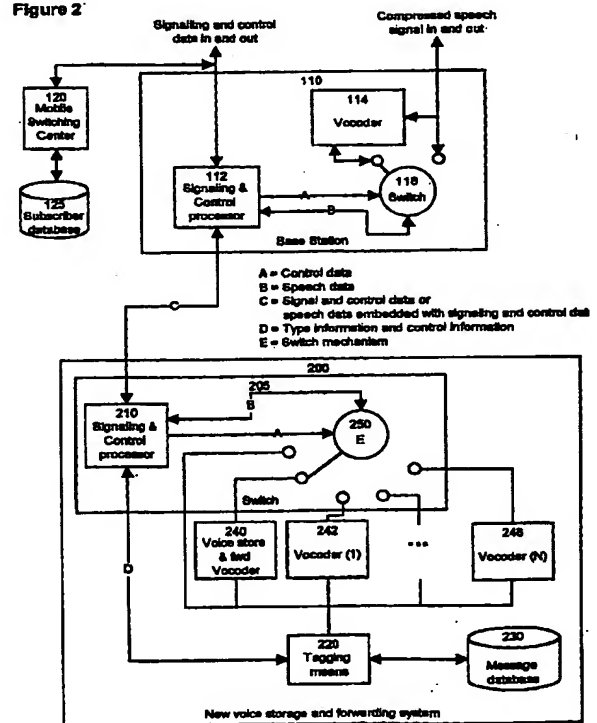 Figure 2
Signalling and control
data in and out
Compressed speech
signal in and out
110
120
Mobile
Switching
Center
114
Vocoder
112
Signaling &
Control
processor
A
B
118
Switch
125
Subscriber
database
Base Station
A = Control data
B = Speech data
C = Signal and control data or
speech data embedded with signaling and control dat
D = Type information and control information
E = Switch mechanism
C
200
205
B
210
Signaling &
Control
processor
A
250
E
Switch
240
Voice store
& fwd
Vocoder
242
Vocoder (1)
...
248
Vocoder (N)
D
220
Tagging
means
230
Message
database
New voice storage and forwarding system